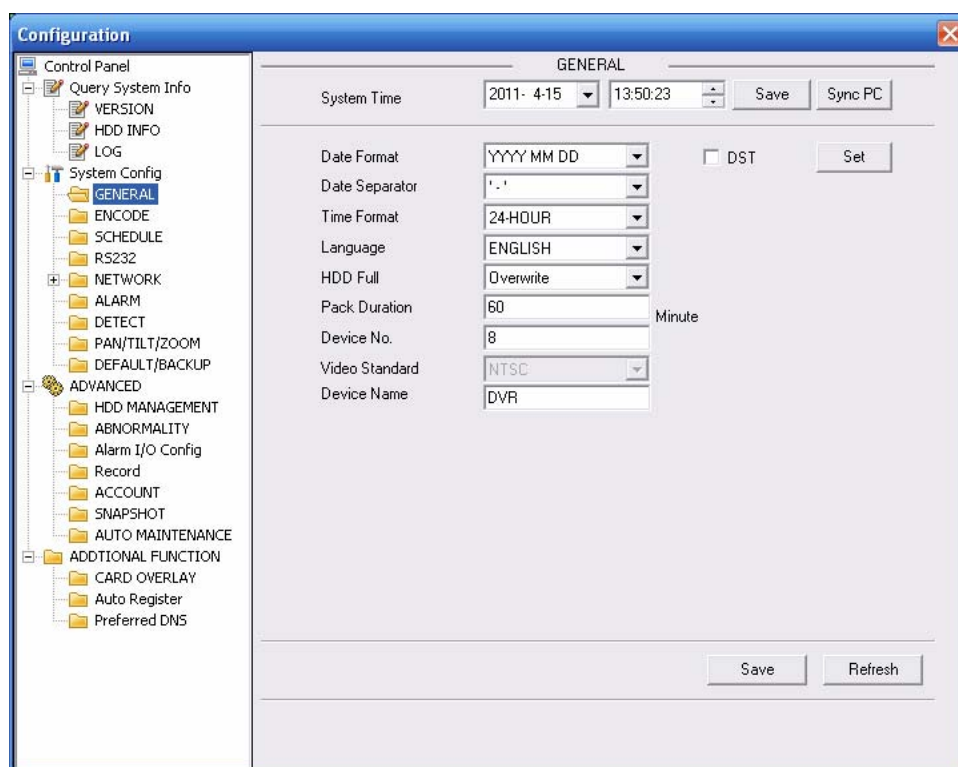 Configuration
Control Panel
Query System Info
VERSION
HDD INFO
LOG
System Config
GENERAL
ENCODE
SCHEDULE
RS232
NETWORK
ALARM
DETECT
PAN/TILT/ZOOM
DEFAULT/BACKUP
ADVANCED
HDD MANAGEMENT
ABNORMALITY
Alarm I/O Config
Record
ACCOUNT
SNAPSHOT
AUTO MAINTENANCE
ADDTIONAL FUNCTION
CARD OVERLAY
Auto Register
Preferred DNS
GENERAL
System Time 2011- 4-15 13:50:23 Save Sync PC
Date Format YYYY MM DD DST Set
Date Separator '-'
Time Format 24-HOUR
Language ENGLISH
HDD Full Overwrite
Pack Duration 60 Minute
Device No. 8
Video Standard NTSC
Device Name DVR
Save Refresh